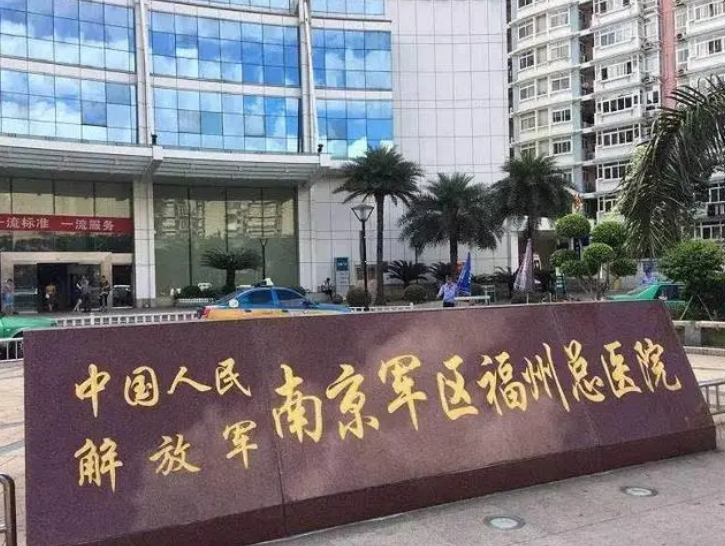 一流标准 一流服务
中国人民
解放军
南京军区福州总医院